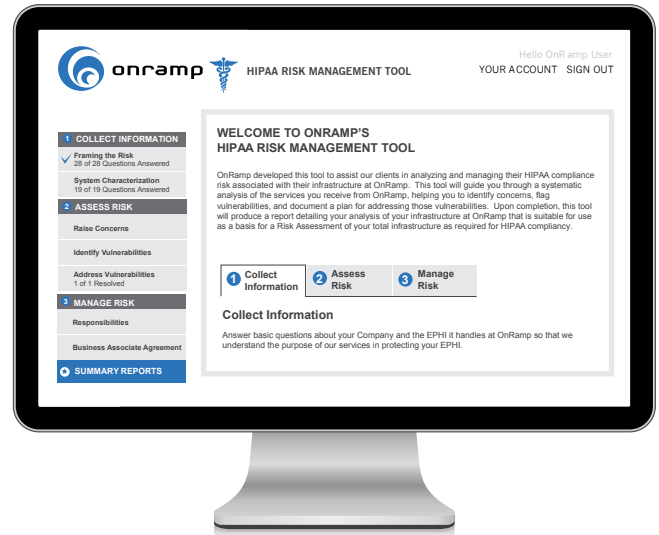 onramp
HIPAA RISK MANAGEMENT TOOL
Hello OnRamp User
YOUR ACCOUNT SIGN OUT
1 COLLECT INFORMATION
Framing the Risk
28 of 28 Questions Answered
System Characterization
19 of 19 Questions Answered
2 ASSESS RISK
Raise Concerns
Identify Vulnerabilities
Address Vulnerabilities
1 of 1 Resolved
3 MANAGE RISK
Responsibilities
Business Associate Agreement
SUMMARY REPORTS
WELCOME TO ONRAMP'S
HIPAA RISK MANAGEMENT TOOL
OnRamp developed this tool to assist our clients in analyzing and managing their HIPAA compliance
risk associated with their infrastructure at OnRamp. This tool will guide you through a systematic
analysis of the services you receive from OnRamp, helping you to identify concerns, flag
vulnerabilities, and document a plan for addressing those vulnerabilities. Upon completion, this tool
will produce a report detailing your analysis of your infrastructure at OnRamp that is suitable for use
as a basis for a Risk Assessment of your total infrastructure as required for HIPAA compliancy.
1 Collect
Information
2 Assess
Risk
3 Manage
Risk
Collect Information
Answer basic questions about your Company and the EPHI it handles at OnRamp so that we
understand the purpose of our services in protecting your EPHI.